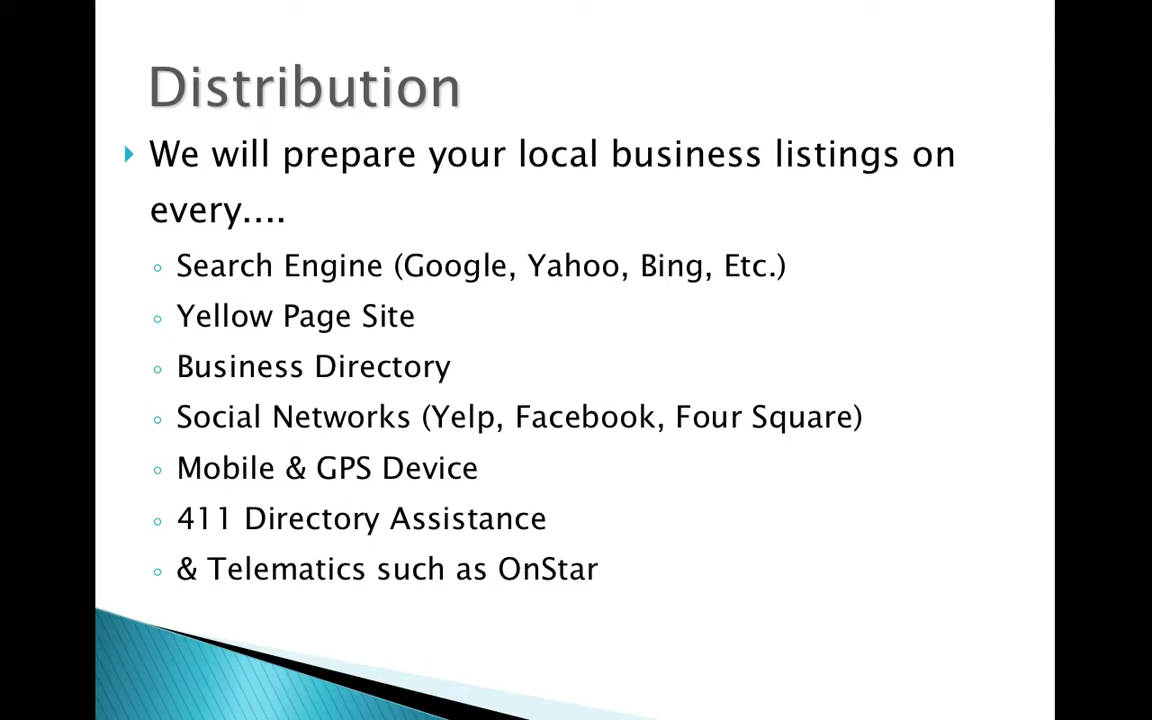 Distribution
We will prepare your local business listings on
every....
Search Engine (Google, Yahoo, Bing, Etc.)
Yellow Page Site
Business Directory
Social Networks (Yelp, Facebook, Four Square)
Mobile & GPS Device
411 Directory Assistance
& Telematics such as OnStar